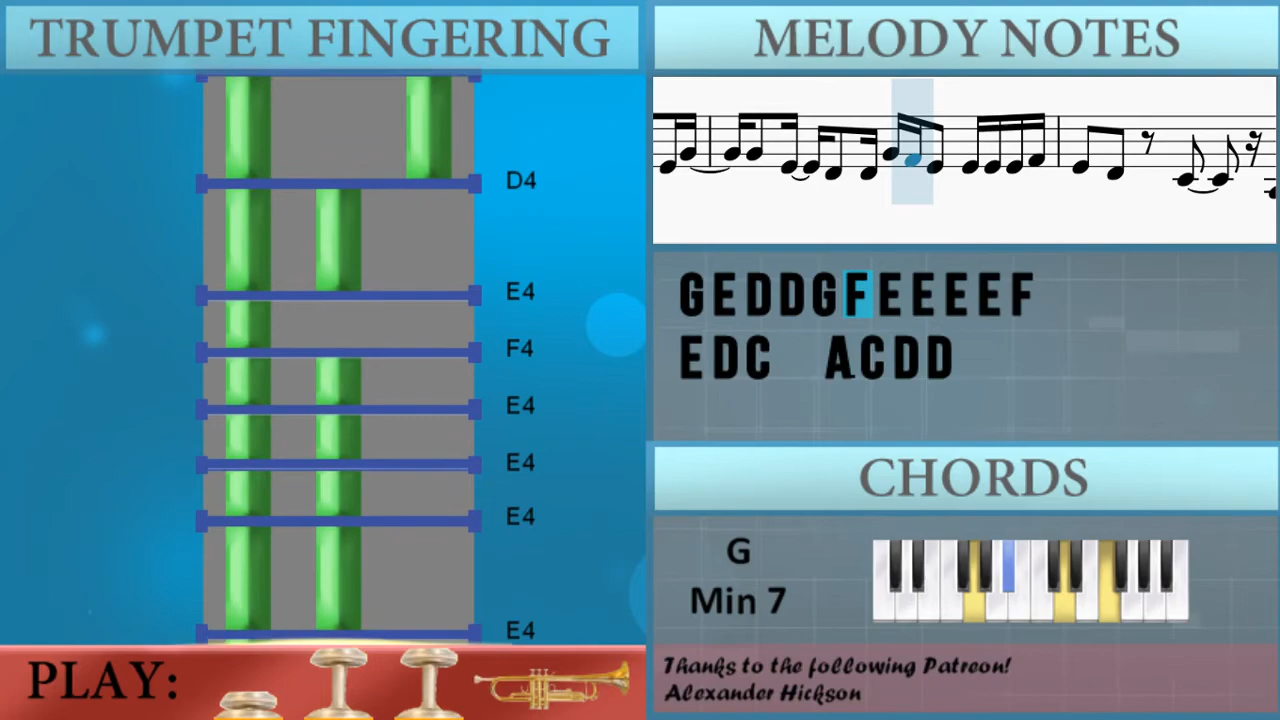 TRUMPET FINGERING
D4
E4
F4
E4
E4
E4
E4
PLAY:
MELODY NOTES
GEDDGFEEEEEF
EDC ACDD
CHORDS
G
Min 7
Thanks to the following Patreon!
Alexander Hickson